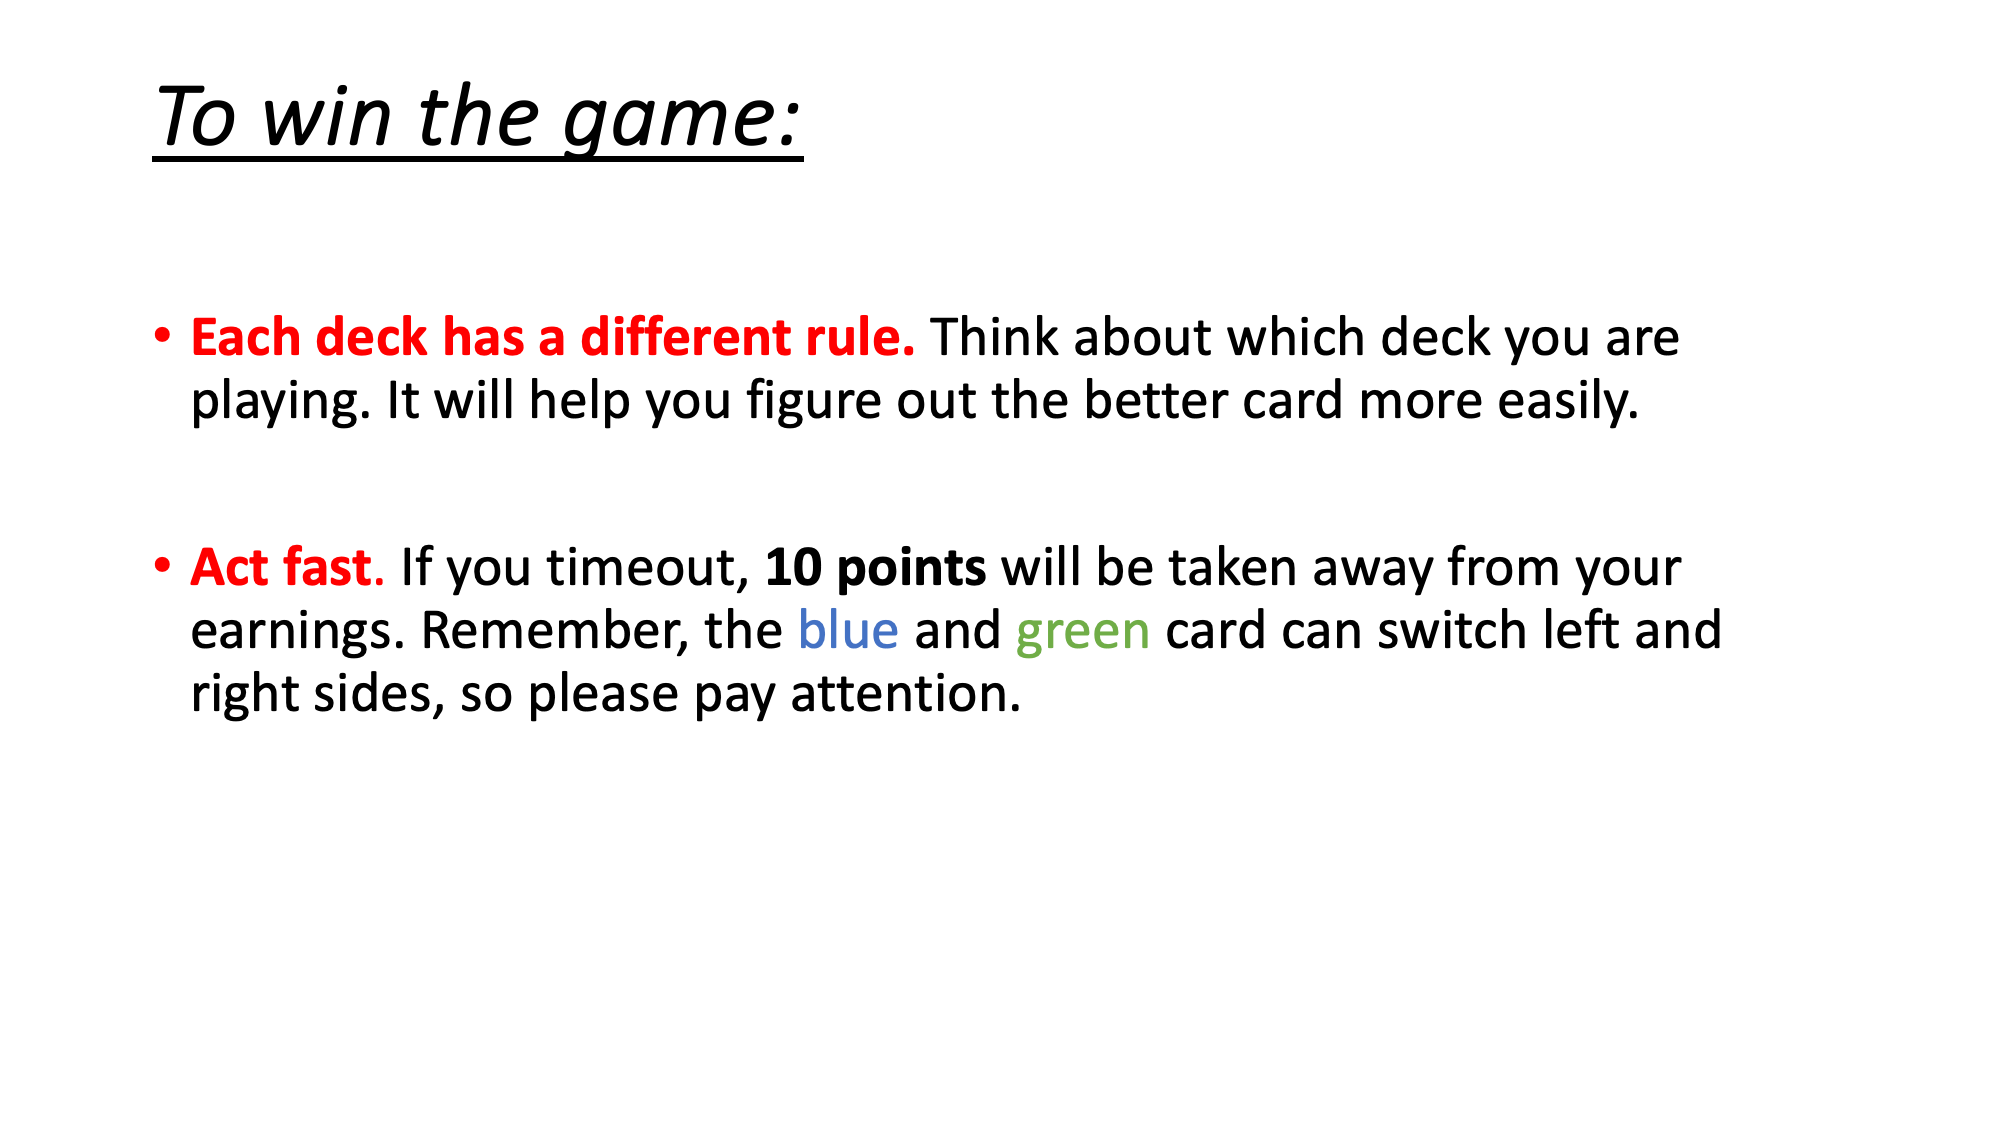 To win the game:
• Each deck has a different rule. Think about which deck you are
playing. It will help you figure out the better card more easily.
• Act fast. If you timeout, 10 points will be taken away from your
earnings. Remember, the blue and green card can switch left and
right sides, so please pay attention.